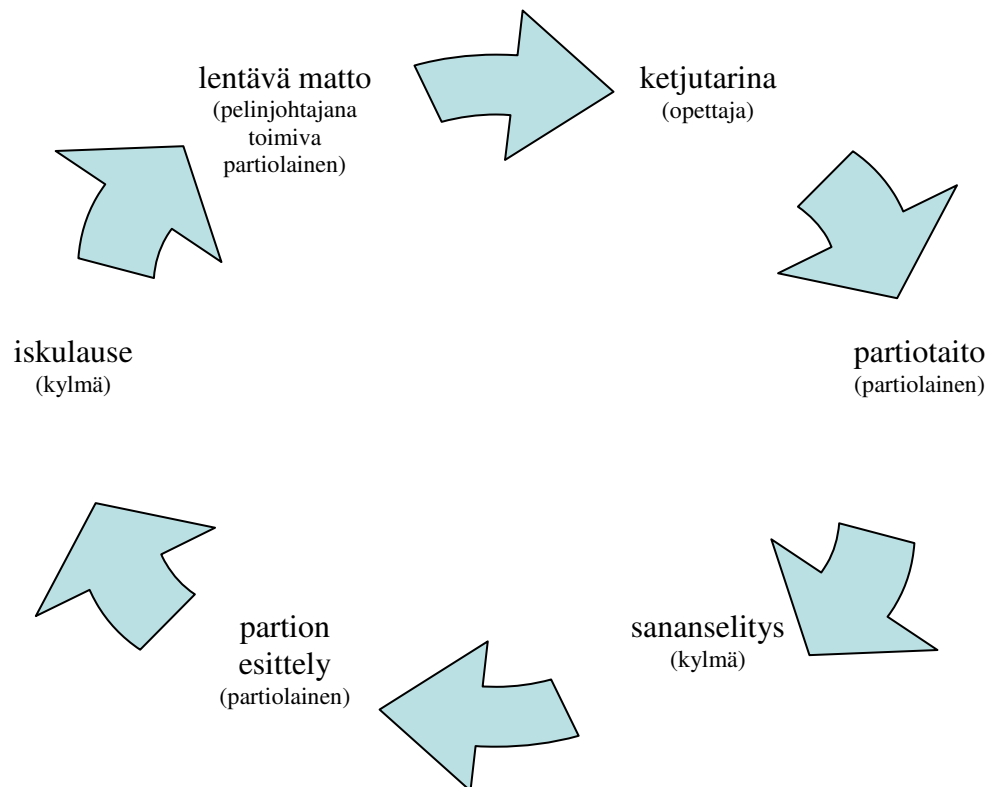 lentävä matto
(pelinjohtajana
toimiva
partiolainen)
ketjutarina
(opettaja)
partiotaito
(partiolainen)
sananselitys
(kylmä)
partion
esittely
(partiolainen)
iskulause
(kylmä)